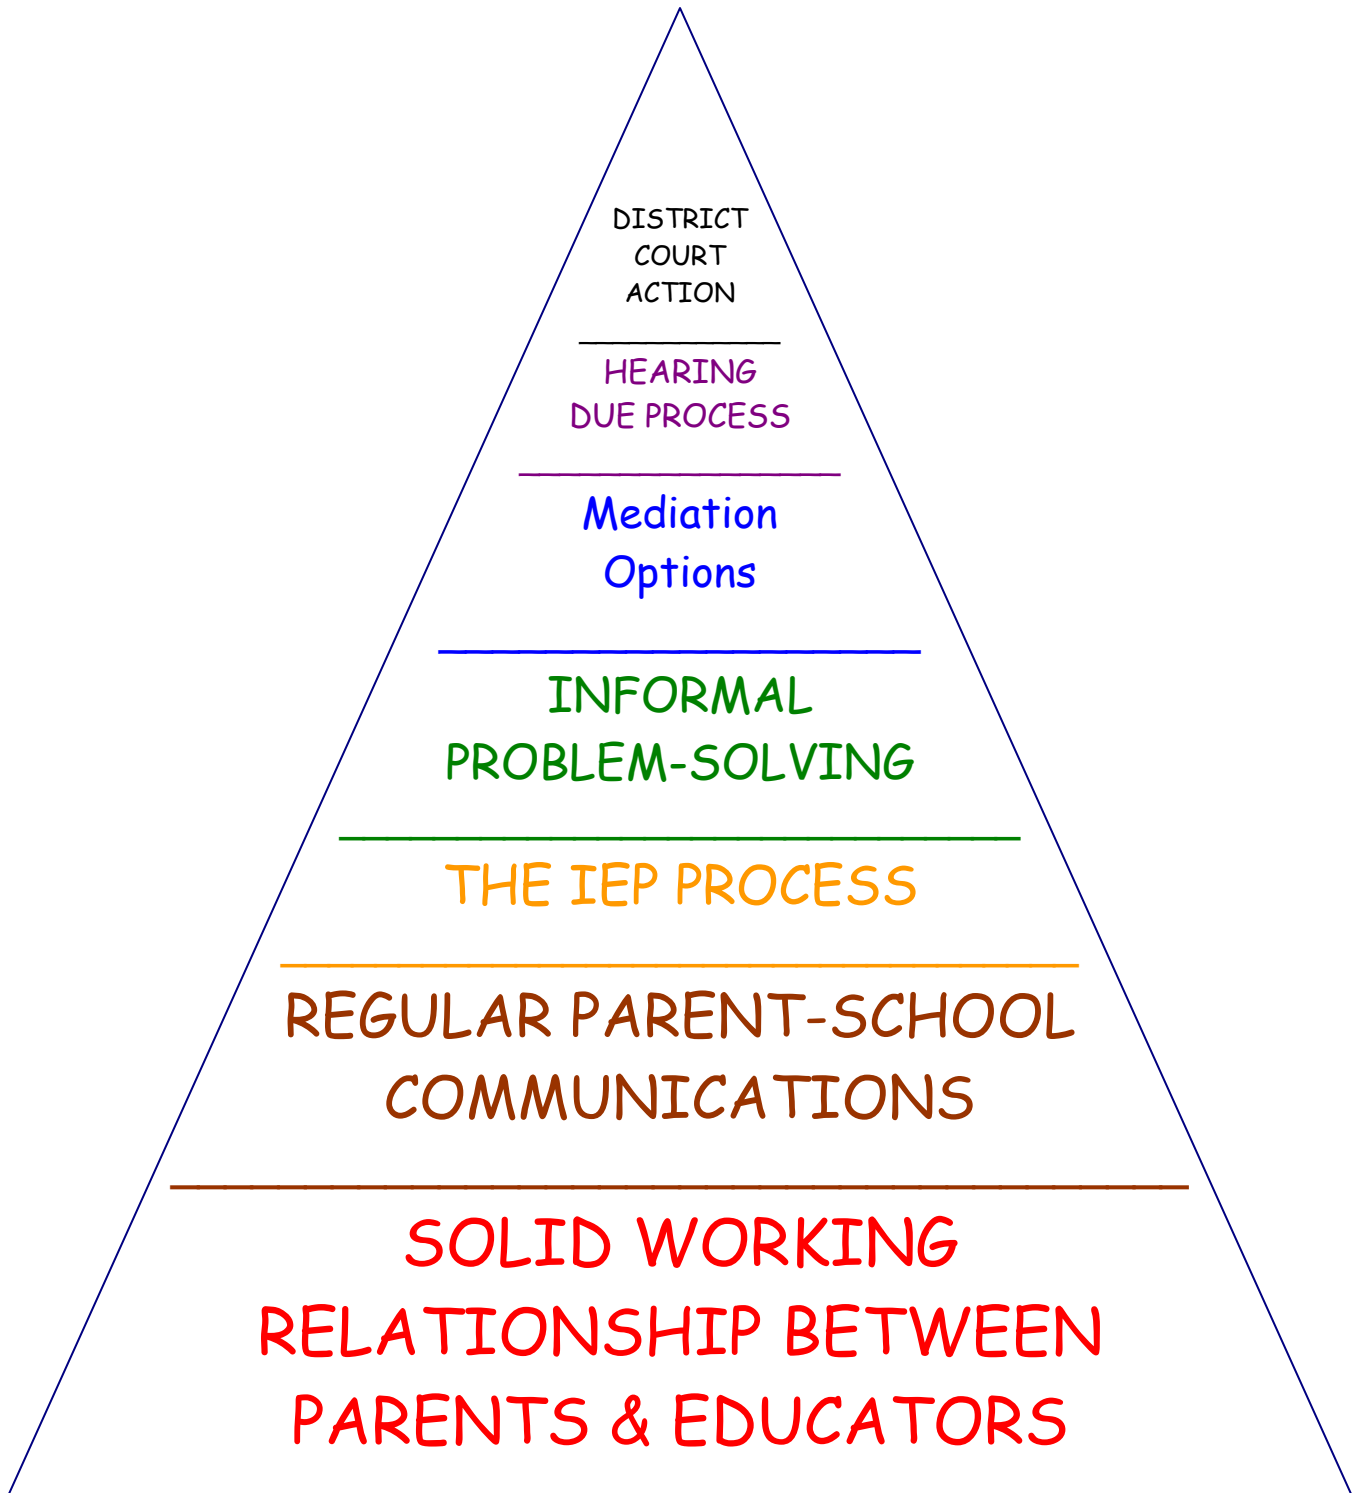 DISTRICT
COURT
ACTION
HEARING
DUE PROCESS
Mediation
Options
INFORMAL
PROBLEM-SOLVING
THE IEP PROCESS
REGULAR PARENT-SCHOOL
COMMUNICATIONS
SOLID WORKING
RELATIONSHIP BETWEEN
PARENTS & EDUCATORS